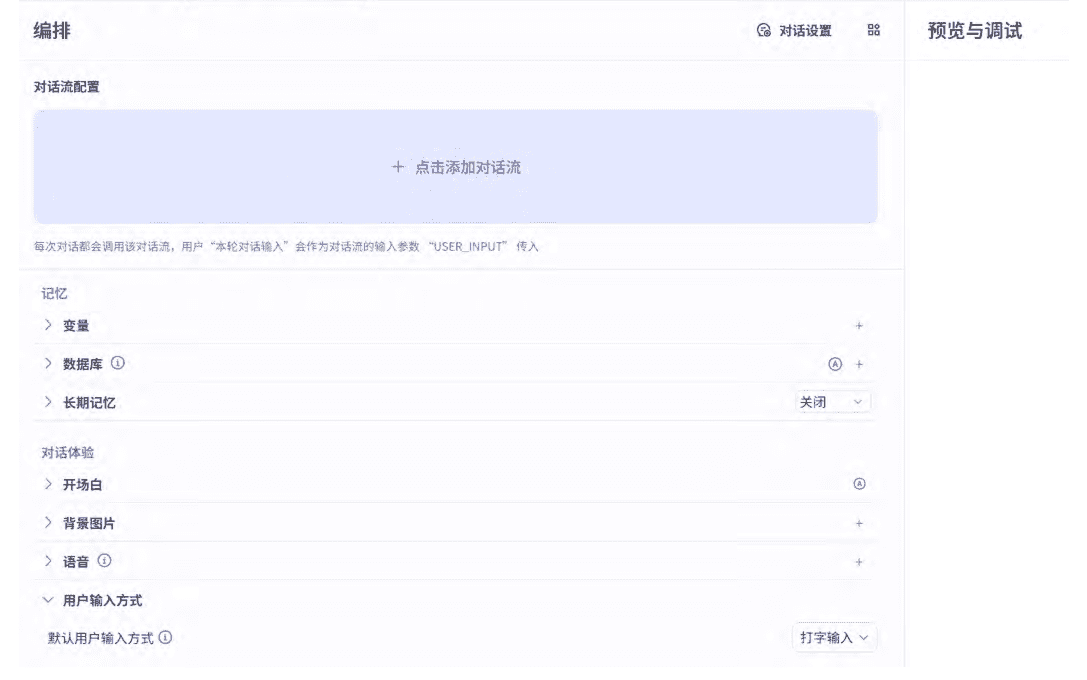 编排
对话设置
预览与调试
对话流配置
+ 点击添加对话流
每次对话都会调用该对话流，用户“本轮对话输入”会作为对话流的输入参数“USER_INPUT”传入
记忆
变量
数据库
长期记忆
关闭
对话体验
开场白
背景图片
语音
用户输入方式
默认用户输入方式
打字输入